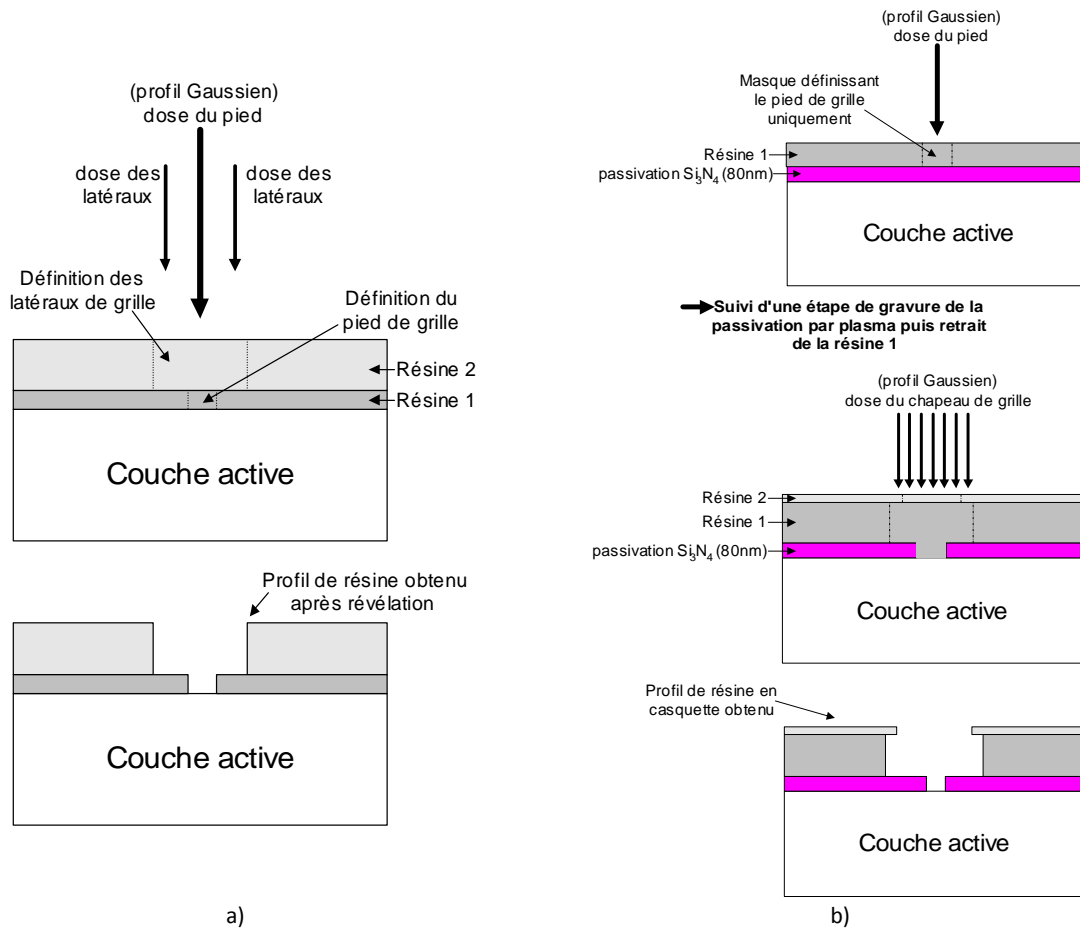 (profil Gaussien)
dose du pied
dose des
latéraux
dose des
latéraux
Définition des
latéraux de grille
Définition du
pied de grille
Résine 2
Résine 1
Couche active
Profil de résine obtenu
après révélation
Couche active
a)
(profil Gaussien)
dose du pied
Masque définissant
le pied de grille
uniquement
Résine 1
passivation Si3N4 (80nm)
Couche active
Suivi d'une étape de gravure de la
passivation par plasma puis retrait
de la résine 1
(profil Gaussien)
dose du chapeau de grille
Résine 2
Résine 1
passivation Si3N4 (80nm)
Couche active
Profil de résine en
casquette obtenu
Couche active
b)